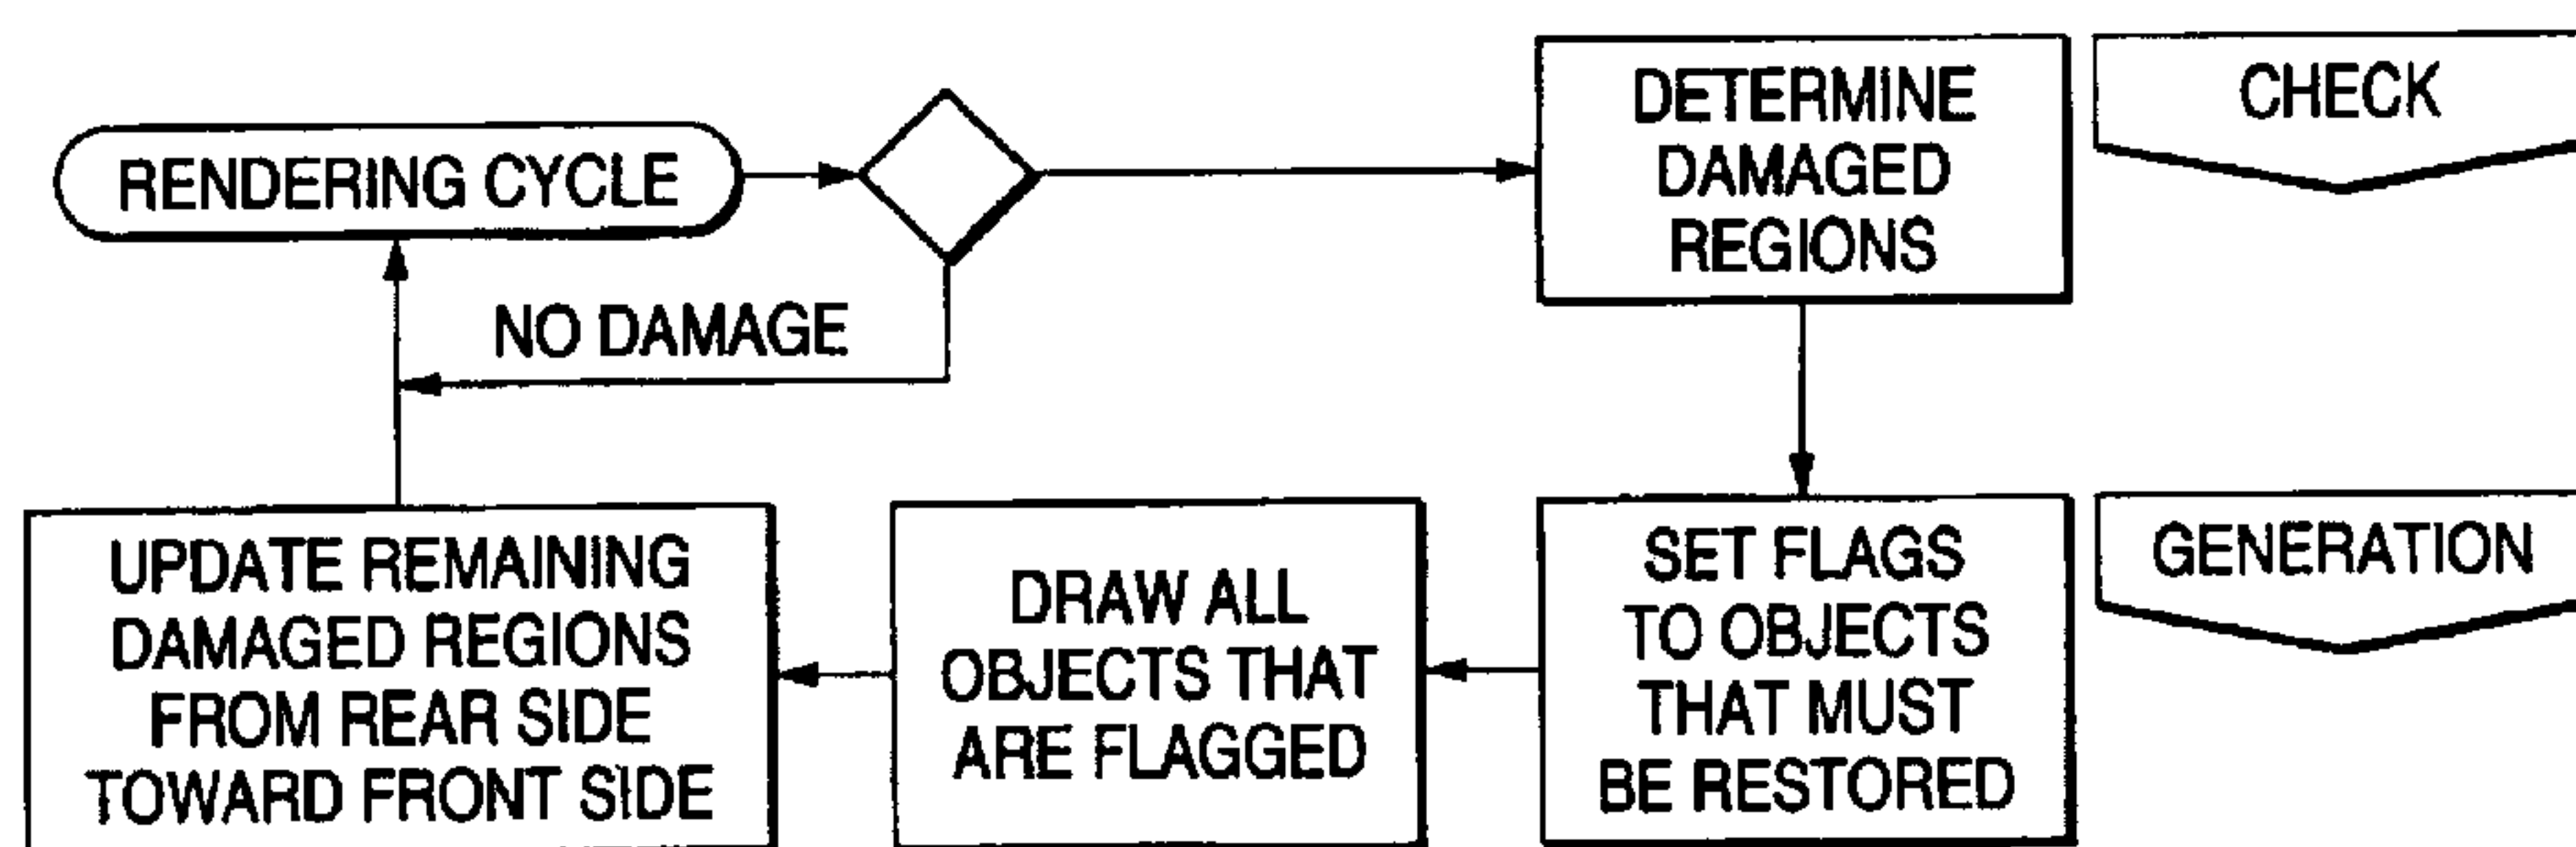 RENDERING CYCLE
NO DAMAGE
DETERMINE
DAMAGED
REGIONS
CHECK
UPDATE REMAINING
DAMAGED REGIONS
FROM REAR SIDE
TOWARD FRONT SIDE
DRAW ALL
OBJECTS THAT
ARE FLAGGED
SET FLAGS
TO OBJECTS
THAT MUST
BE RESTORED
GENERATION